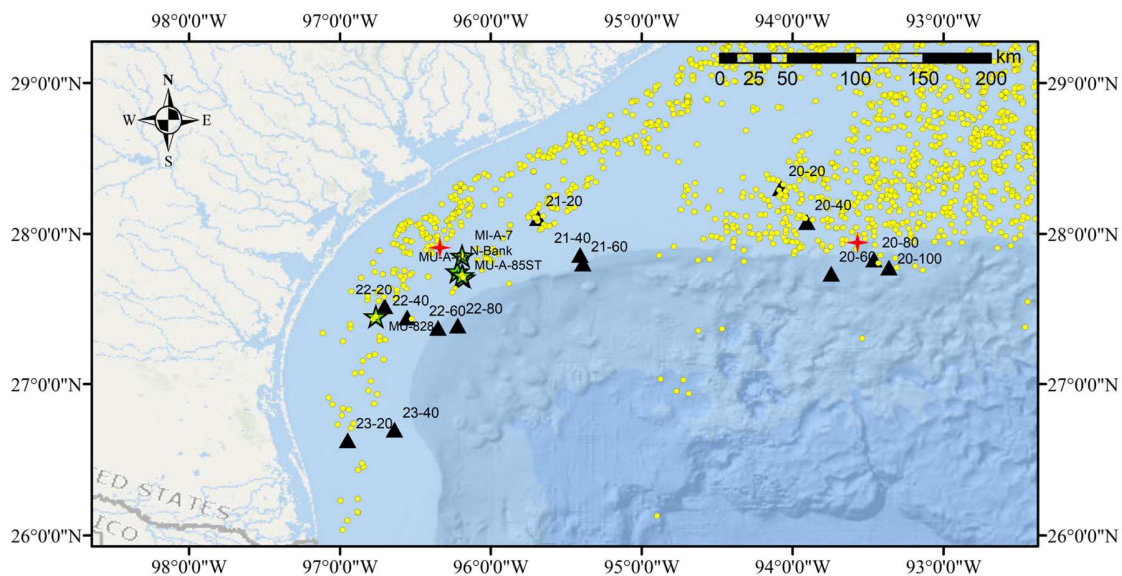 98°0'0"W 97°0'0"W 96°0'0"W 95°0'0"W 94°0'0"W 93°0'0"W
29°0'0"N
28°0'0"N
27°0'0"N
26°0'0"N
N
W E
S
km
0 25 50 100 150 200
20-20
20-40
20-80
20-60
20-100
21-20
21-40
21-60
MI-A-7
N-Bank
MU-A-85ST
22-20
22-40
22-60
22-80
MU-828
23-20
23-40
ED STATES
ICO
29°0'0"N
28°0'0"N
27°0'0"N
26°0'0"N
98°0'0"W 97°0'0"W 96°0'0"W 95°0'0"W 94°0'0"W 93°0'0"W